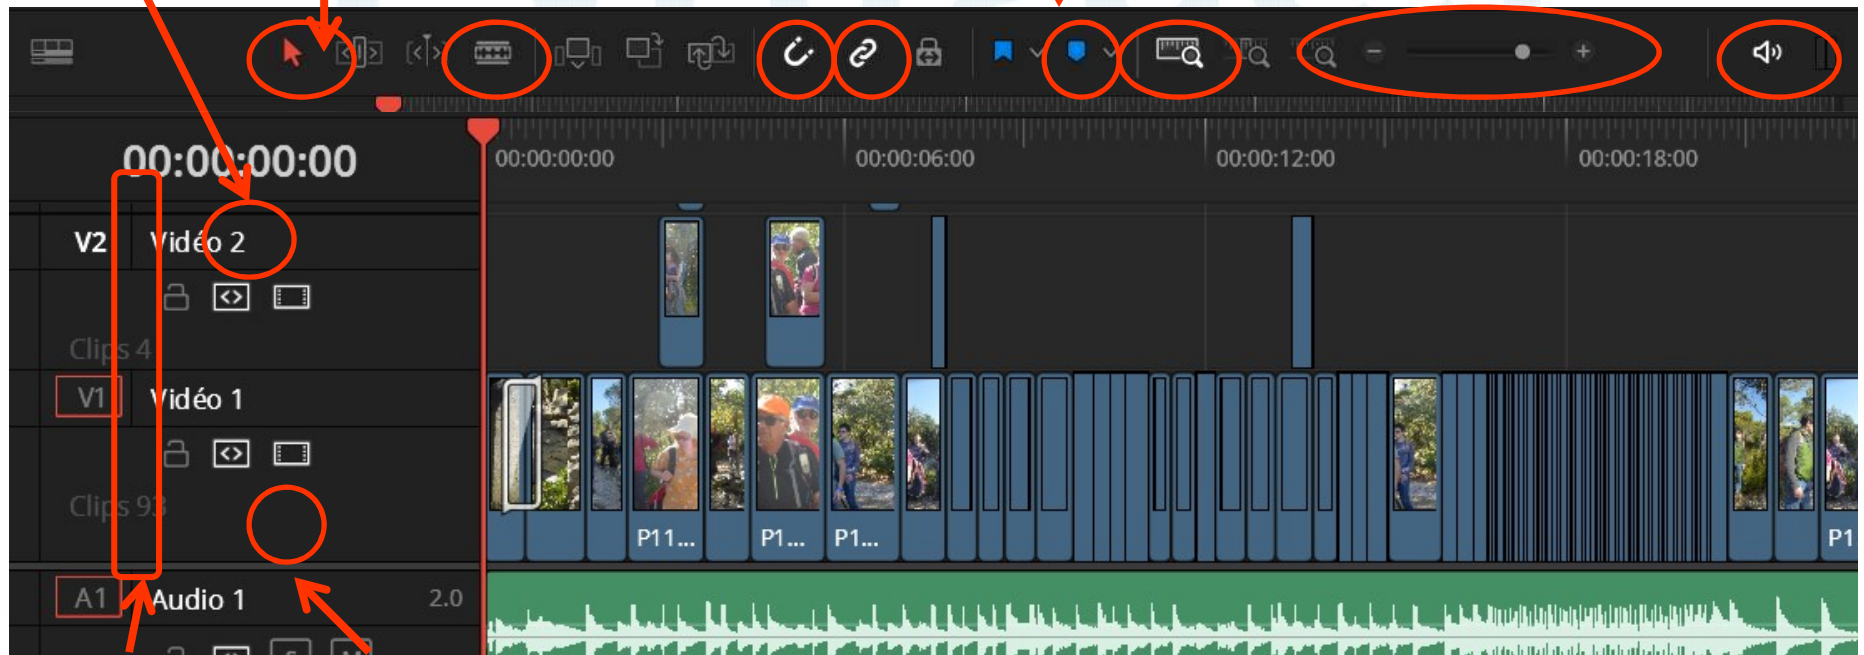 00:00:00:00
00:00:00:00 00:00:06:00 00:00:12:00 00:00:18:00
V2 Vidéo 2
Clips 4
V1 Vidéo 1
Clips 93
P11... P1... P1... P1
A1 Audio 1 2.0
S M